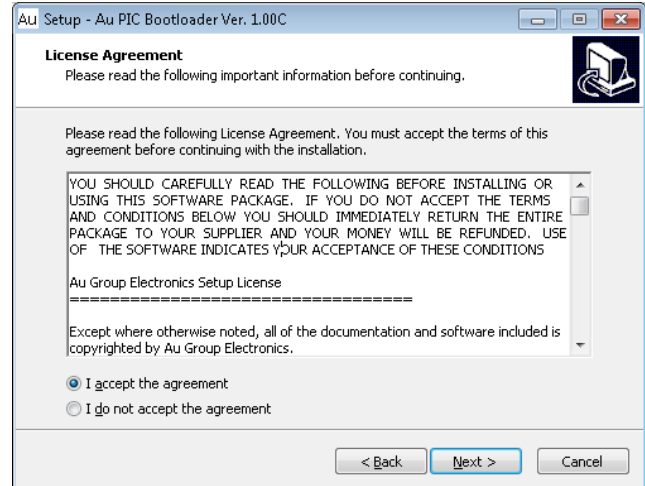 Au Setup - Au PIC Bootloader Ver. 1.00C
License Agreement
Please read the following important information before continuing.
Please read the following License Agreement. You must accept the terms of this
agreement before continuing with the installation.
YOU SHOULD CAREFULLY READ THE FOLLOWING BEFORE INSTALLING OR
USING THIS SOFTWARE PACKAGE. IF YOU DO NOT ACCEPT THE TERMS
AND CONDITIONS BELOW YOU SHOULD IMMEDIATELY RETURN THE ENTIRE
PACKAGE TO YOUR SUPPLIER AND YOUR MONEY WILL BE REFUNDED. USE
OF THE SOFTWARE INDICATES YOUR ACCEPTANCE OF THESE CONDITIONS
Au Group Electronics Setup License
===================================
Except where otherwise noted, all of the documentation and software included is
copyrighted by Au Group Electronics.
I accept the agreement
I do not accept the agreement
< Back Next > Cancel